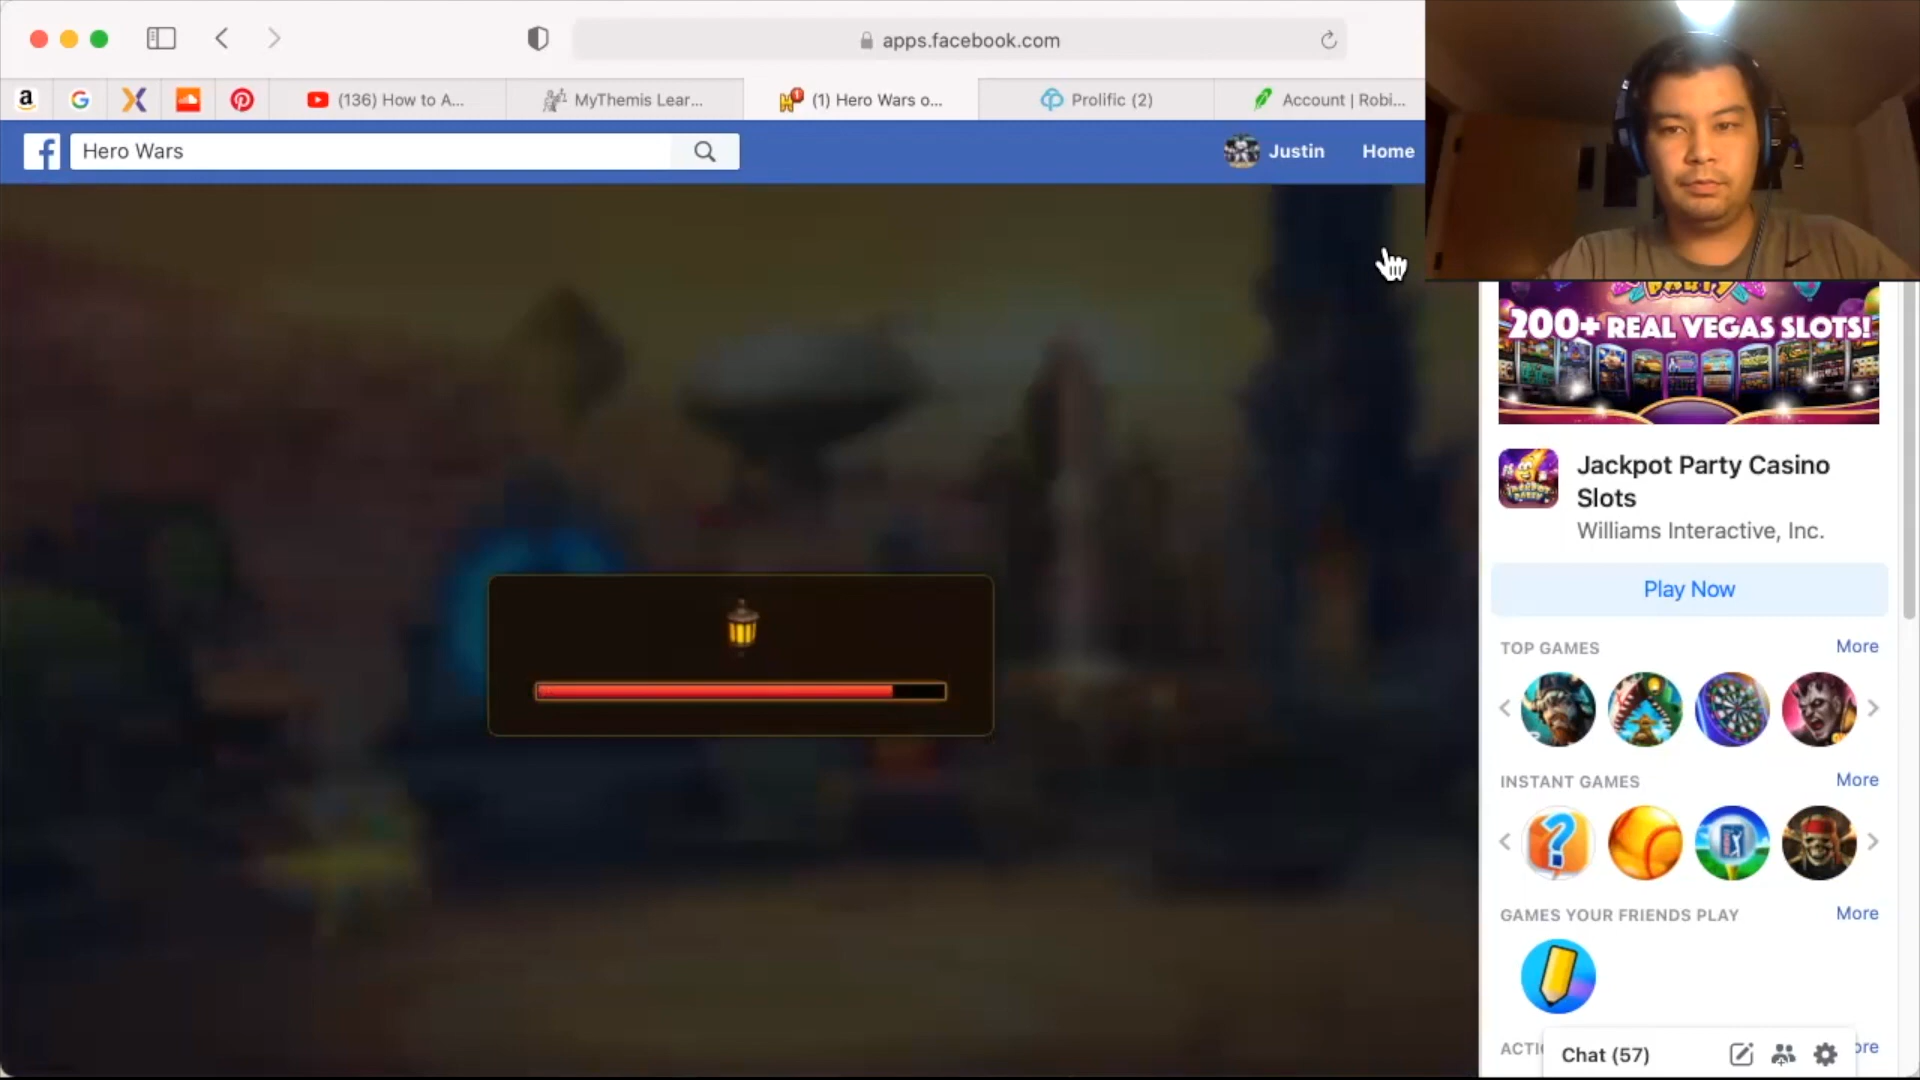 apps.facebook.com
a
G
(136) How to A...
MyThemis Lear...
(1) Hero Wars o...
Prolific (2)
Account | Robi...
f
Hero Wars
Justin
Home
PARTY
200+ REAL VEGAS SLOTS!
Jackpot Party Casino
Slots
Williams Interactive, Inc.
Play Now
TOP GAMES
More
INSTANT GAMES
More
GAMES YOUR FRIENDS PLAY
More
Chat (57)